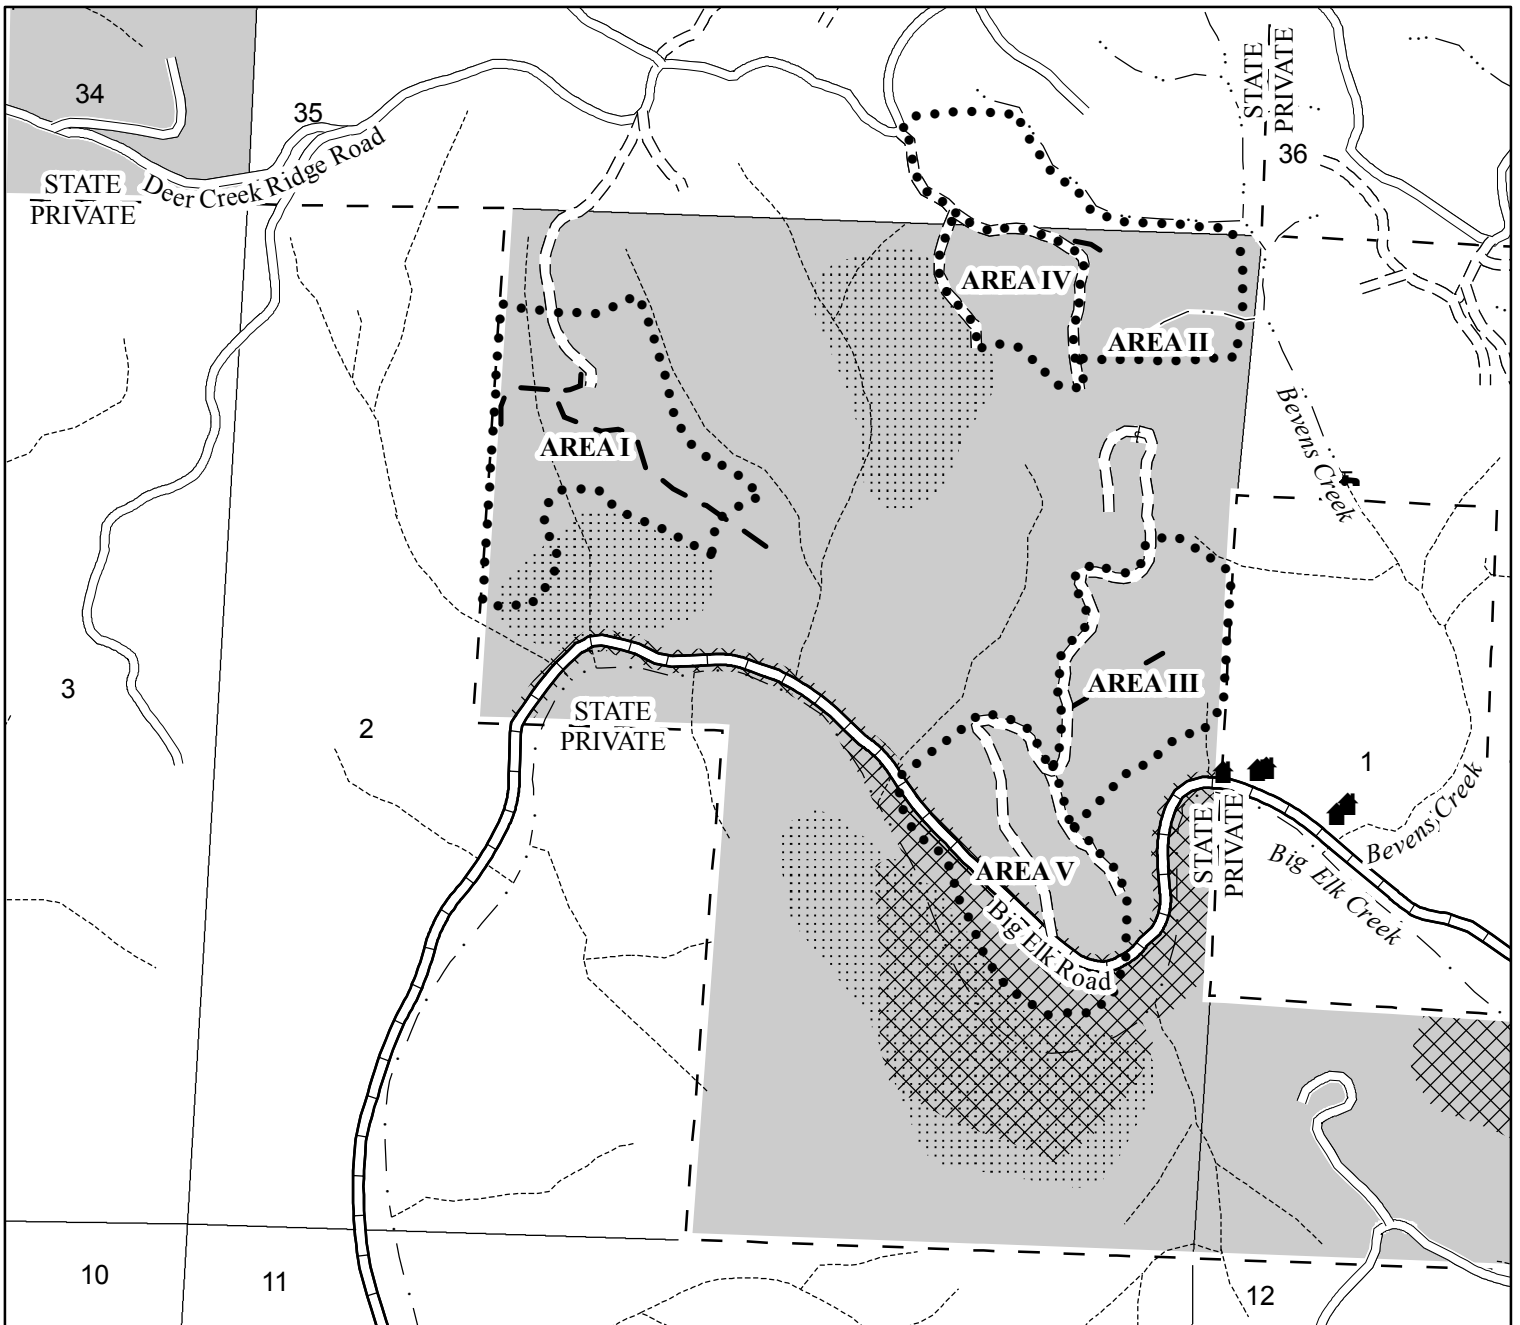 STATE
PRIVATE
34
35
36
STATE
PRIVATE
Deer Creek Ridge Road
AREA IV
AREA II
Bevens Creek
AREA I
3
2
STATE
PRIVATE
AREA III
1
AREA V
STATE
PRIVATE
Big Elk Road
Big Elk Creek
Bevens Creek
10
11
12